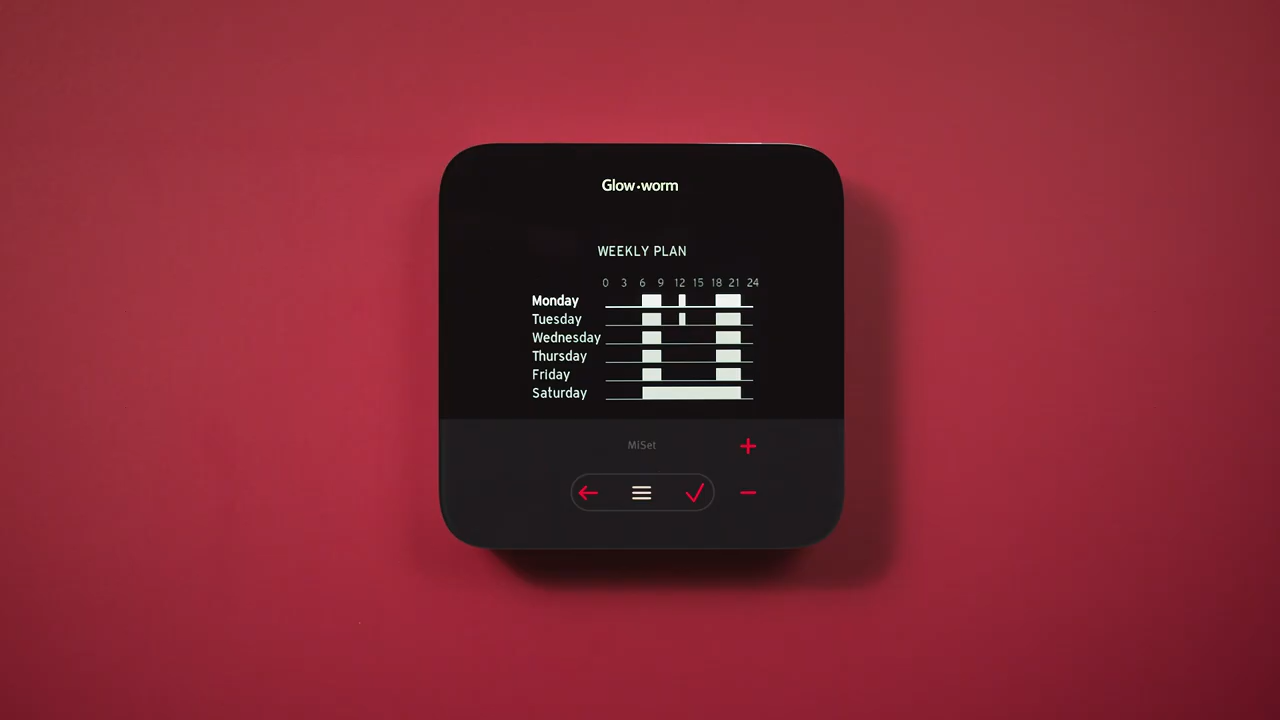 Glow·worm
WEEKLY PLAN
0 3 6 9 12 15 18 21 24
Monday
Tuesday
Wednesday
Thursday
Friday
Saturday
MiSet